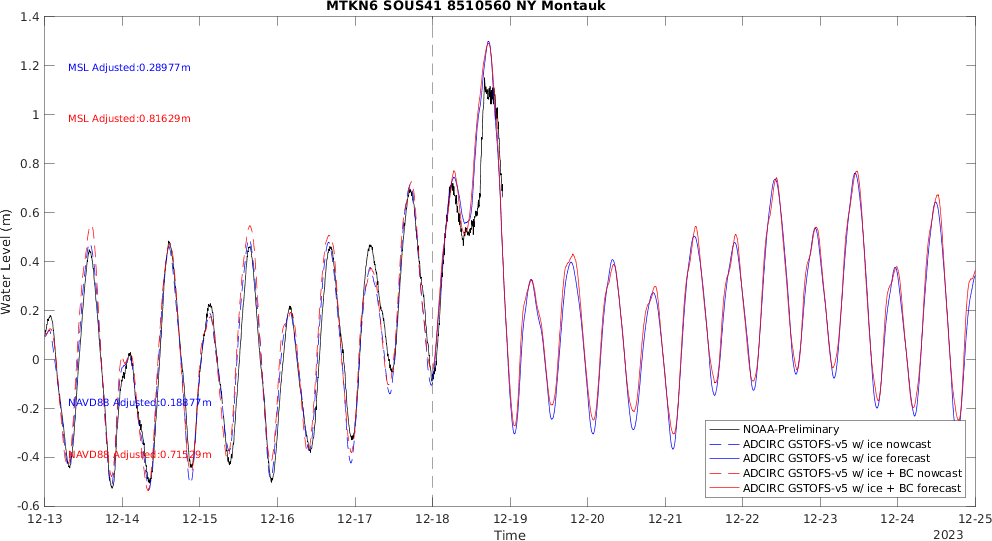 MTKN6 SOUS41 8510560 NY Montauk
1.4
1.2
1
0.8
0.6
0.4
0.2
0
-0.2
-0.4
-0.6
Water Level (m)
MSL Adjusted:0.28977m
MSL Adjusted:0.81629m
NAVD88 Adjusted:0.18877m
NAVD88 Adjusted:0.71529m
NOAA-Preliminary
ADCIRC GSTOFS-v5 w/ ice nowcast
ADCIRC GSTOFS-v5 w/ ice forecast
ADCIRC GSTOFS-v5 w/ ice + BC nowcast
ADCIRC GSTOFS-v5 w/ ice + BC forecast
12-13 12-14 12-15 12-16 12-17 12-18 12-19 12-20 12-21 12-22 12-23 12-24 12-25
Time
2023